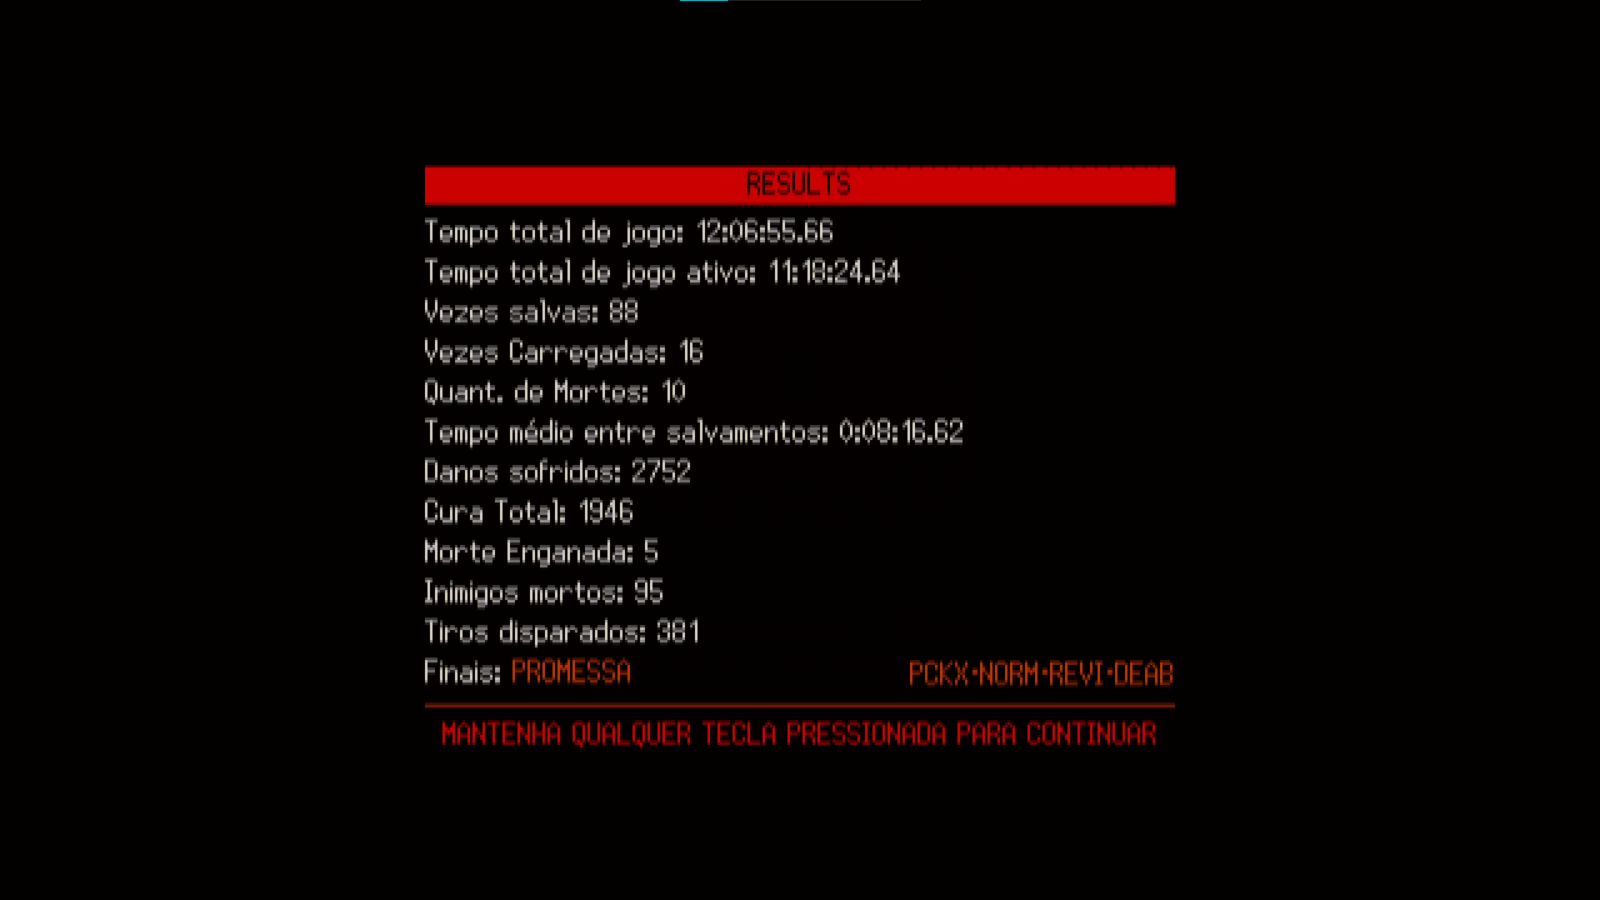 RESULTS
Tempo total de jogo: 12:06:55.66
Tempo total de jogo ativo: 11:18:24.64
Vezes salvas: 88
Vezes Carregadas: 16
Quant. de Mortes: 10
Tempo médio entre salvamentos: 0:08:16.62
Danos sofridos: 2752
Cura Total: 1946
Morte Enganada: 5
Inimigos mortos: 95
Tiros disparados: 381
Finais: PROMESSA PCKX·NORM·REVI·DEAB
MANTENHA QUALQUER TECLA PRESSIONADA PARA CONTINUAR